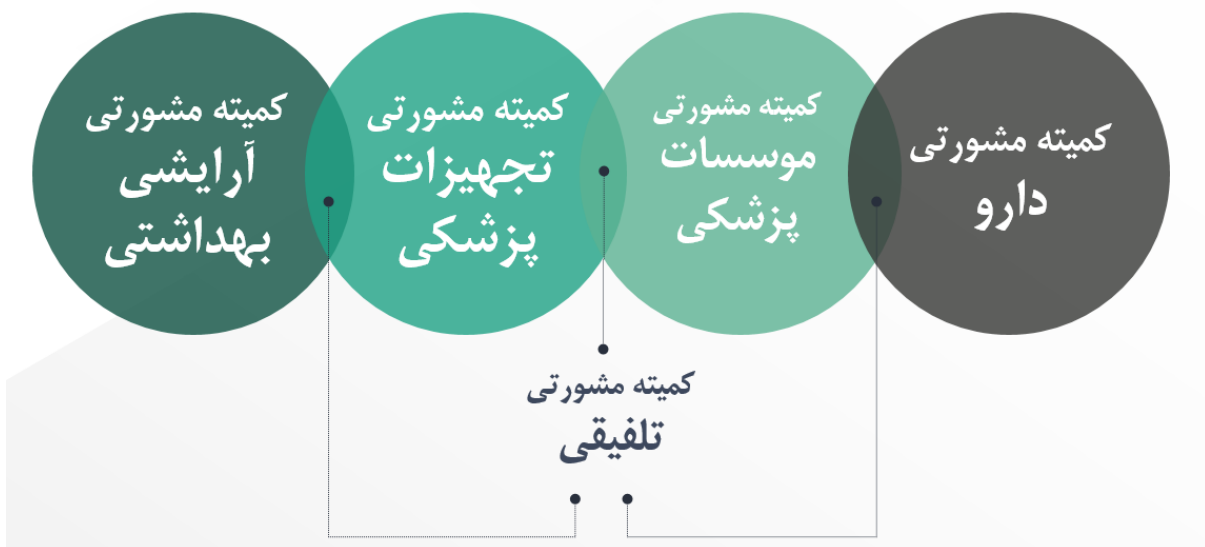 کمیته مشورتی
دارو
کمیته مشورتی
موسسات
پزشکی
کمیته مشورتی
تجهیزات
پزشکی
کمیته مشورتی
آرایشی
بهداشتی
کمیته مشورتی
تلفیقی